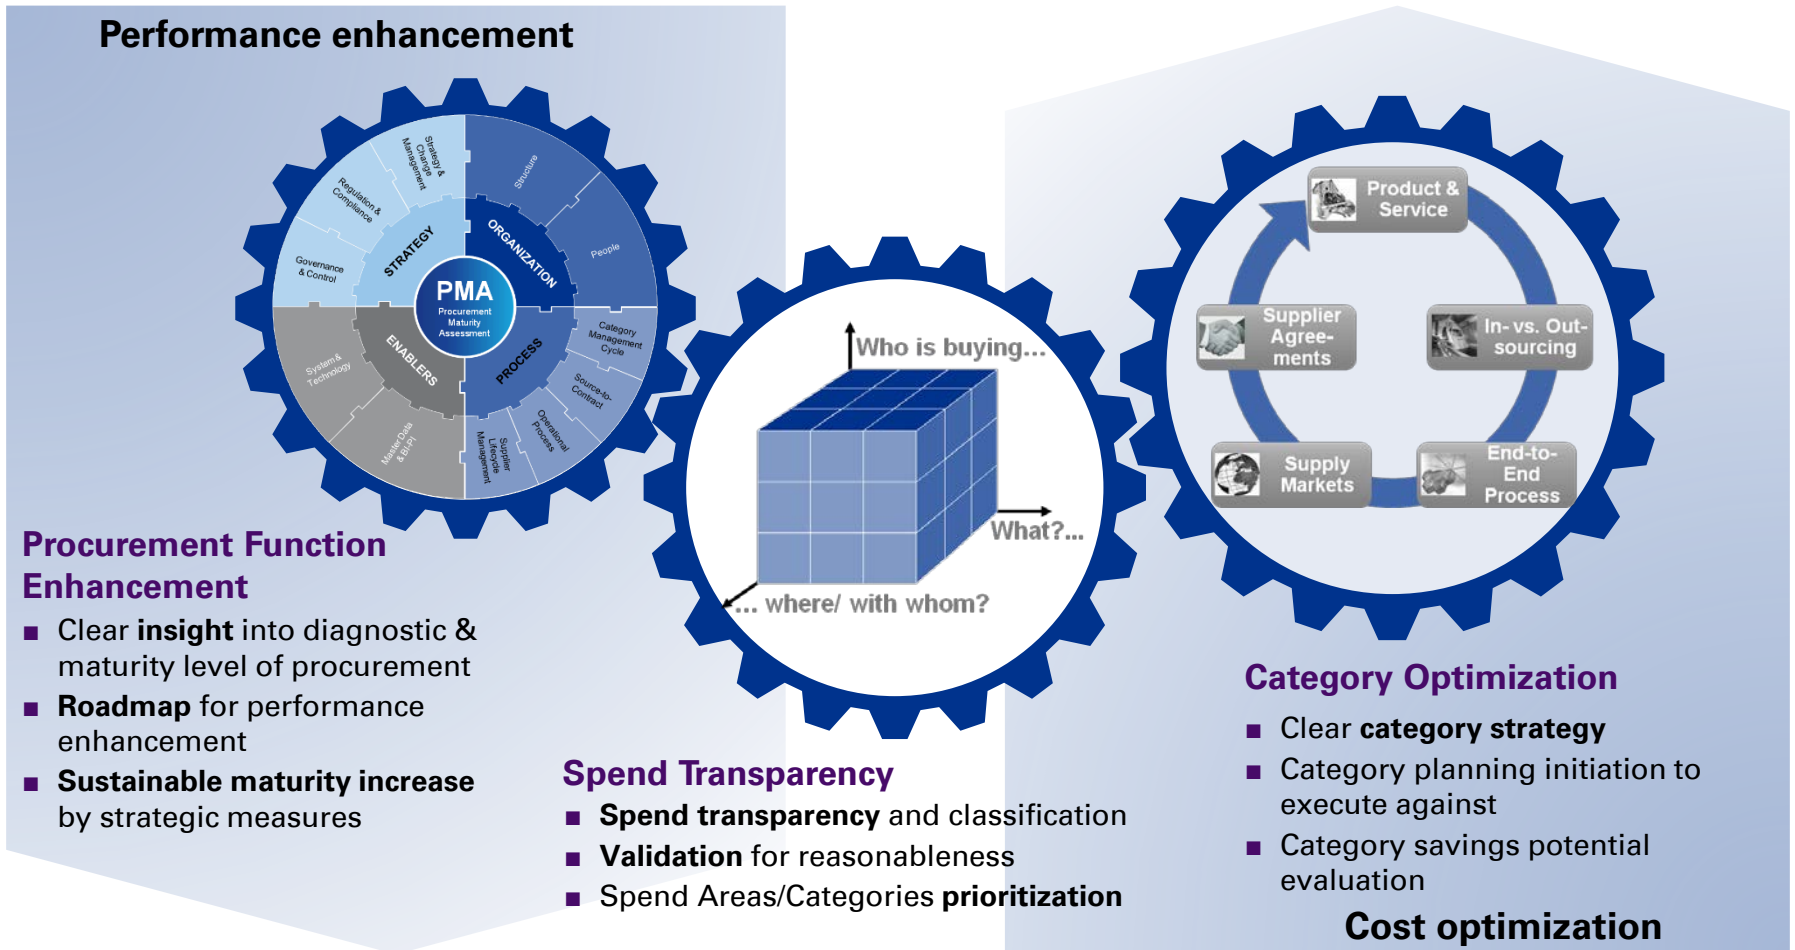 Performance enhancement
Strategy &
Change
Management
Regulation &
Compliance
Governance
& Control
STRATEGY
Structure
People
ORGANIZATION
PMA
Procurement
Maturity
Assessment
ENABLERS
System &
Technology
Master Data
& BI-PI
PROCESS
Category
Management
Cycle
Source-to-
Contract
Operational
Process
Supplier
Lifecycle
Management
Procurement Function
Enhancement
■ Clear insight into diagnostic &
maturity level of procurement
■ Roadmap for performance
enhancement
■ Sustainable maturity increase
by strategic measures
Who is buying...
What?...
... where/ with whom?
Spend Transparency
■ Spend transparency and classification
■ Validation for reasonableness
■ Spend Areas/Categories prioritization
Product &
Service
In- vs. Out-
sourcing
End-to-
End
Process
Supply
Markets
Supplier
Agree-
ments
Category Optimization
■ Clear category strategy
■ Category planning initiation to
execute against
■ Category savings potential
evaluation
Cost optimization